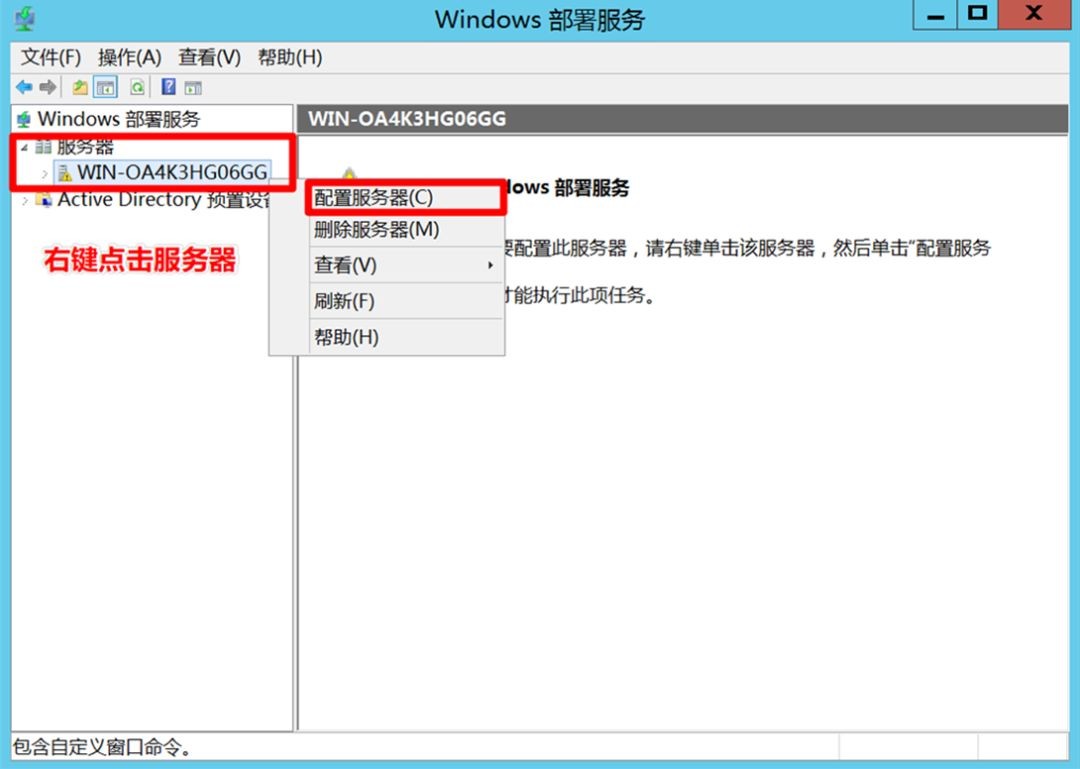 Windows 部署服务
文件(F) 操作(A) 查看(V) 帮助(H)
Windows 部署服务
服务器
WIN-OA4K3HG06GG
Active Directory 预置设
右键点击服务器
WIN-OA4K3HG06GG
dows 部署服务
配置服务器(C)
删除服务器(M)
查看(V)
刷新(F)
帮助(H)
要配置此服务器，请右键单击该服务器，然后单击“配置服务
才能执行此项任务。
包含自定义窗口命令。